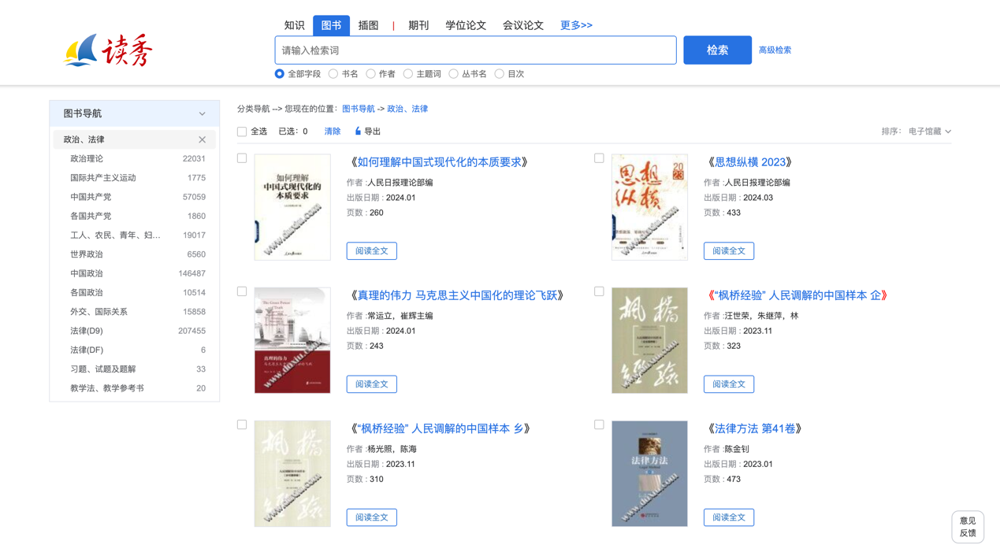 知识 图书 插图 | 期刊 学位论文 会议论文 更多>>
读秀
请输入检索词 检索 高级检索
全部字段 书名 作者 主题词 丛书名 目次
图书导航
政治、法律
政治理论 22031
国际共产主义运动 1775
中国共产党 57059
各国共产党 1860
工人、农民、青年、妇... 19017
世界政治 6560
中国政治 146487
各国政治 10514
外交、国际关系 15858
法律(D9) 207455
法律(DF) 6
习题、试题及题解 33
教学法、教学参考书 20
分类导航 --> 您现在的位置: 图书导航 -> 政治、法律
全选 已选: 0 清除 导出 排序: 电子馆藏
如何理解
中国式现代化的
本质要求
www.duxiu.com
《如何理解中国式现代化的本质要求》
作者 :人民日报理论部编
出版日期 : 2024.01
页数 : 260
阅读全文
思想
纵横
2023
www.duxiu.com
《思想纵横 2023》
作者 :人民日报理论部编
出版日期 : 2024.03
页数 : 433
阅读全文
The Great Power
of Truth
真理的伟力
www.duxiu.com
《真理的伟力 马克思主义中国化的理论飞跃》
作者 :常运立，崔辉主编
出版日期 : 2024.01
页数 : 243
阅读全文
枫桥
经验
www.duxiu.com
《“枫桥经验” 人民调解的中国样本 企》
作者 :汪世荣，朱继萍，林
出版日期 : 2023.11
页数 : 323
阅读全文
枫桥
经验
www.duxiu.com
《“枫桥经验” 人民调解的中国样本 乡》
作者 :杨光照，陈海
出版日期 : 2023.11
页数 : 310
阅读全文
法律方法
www.duxiu.com
《法律方法 第41卷》
作者 :陈金钊
出版日期 : 2023.01
页数 : 473
阅读全文
意见
反馈